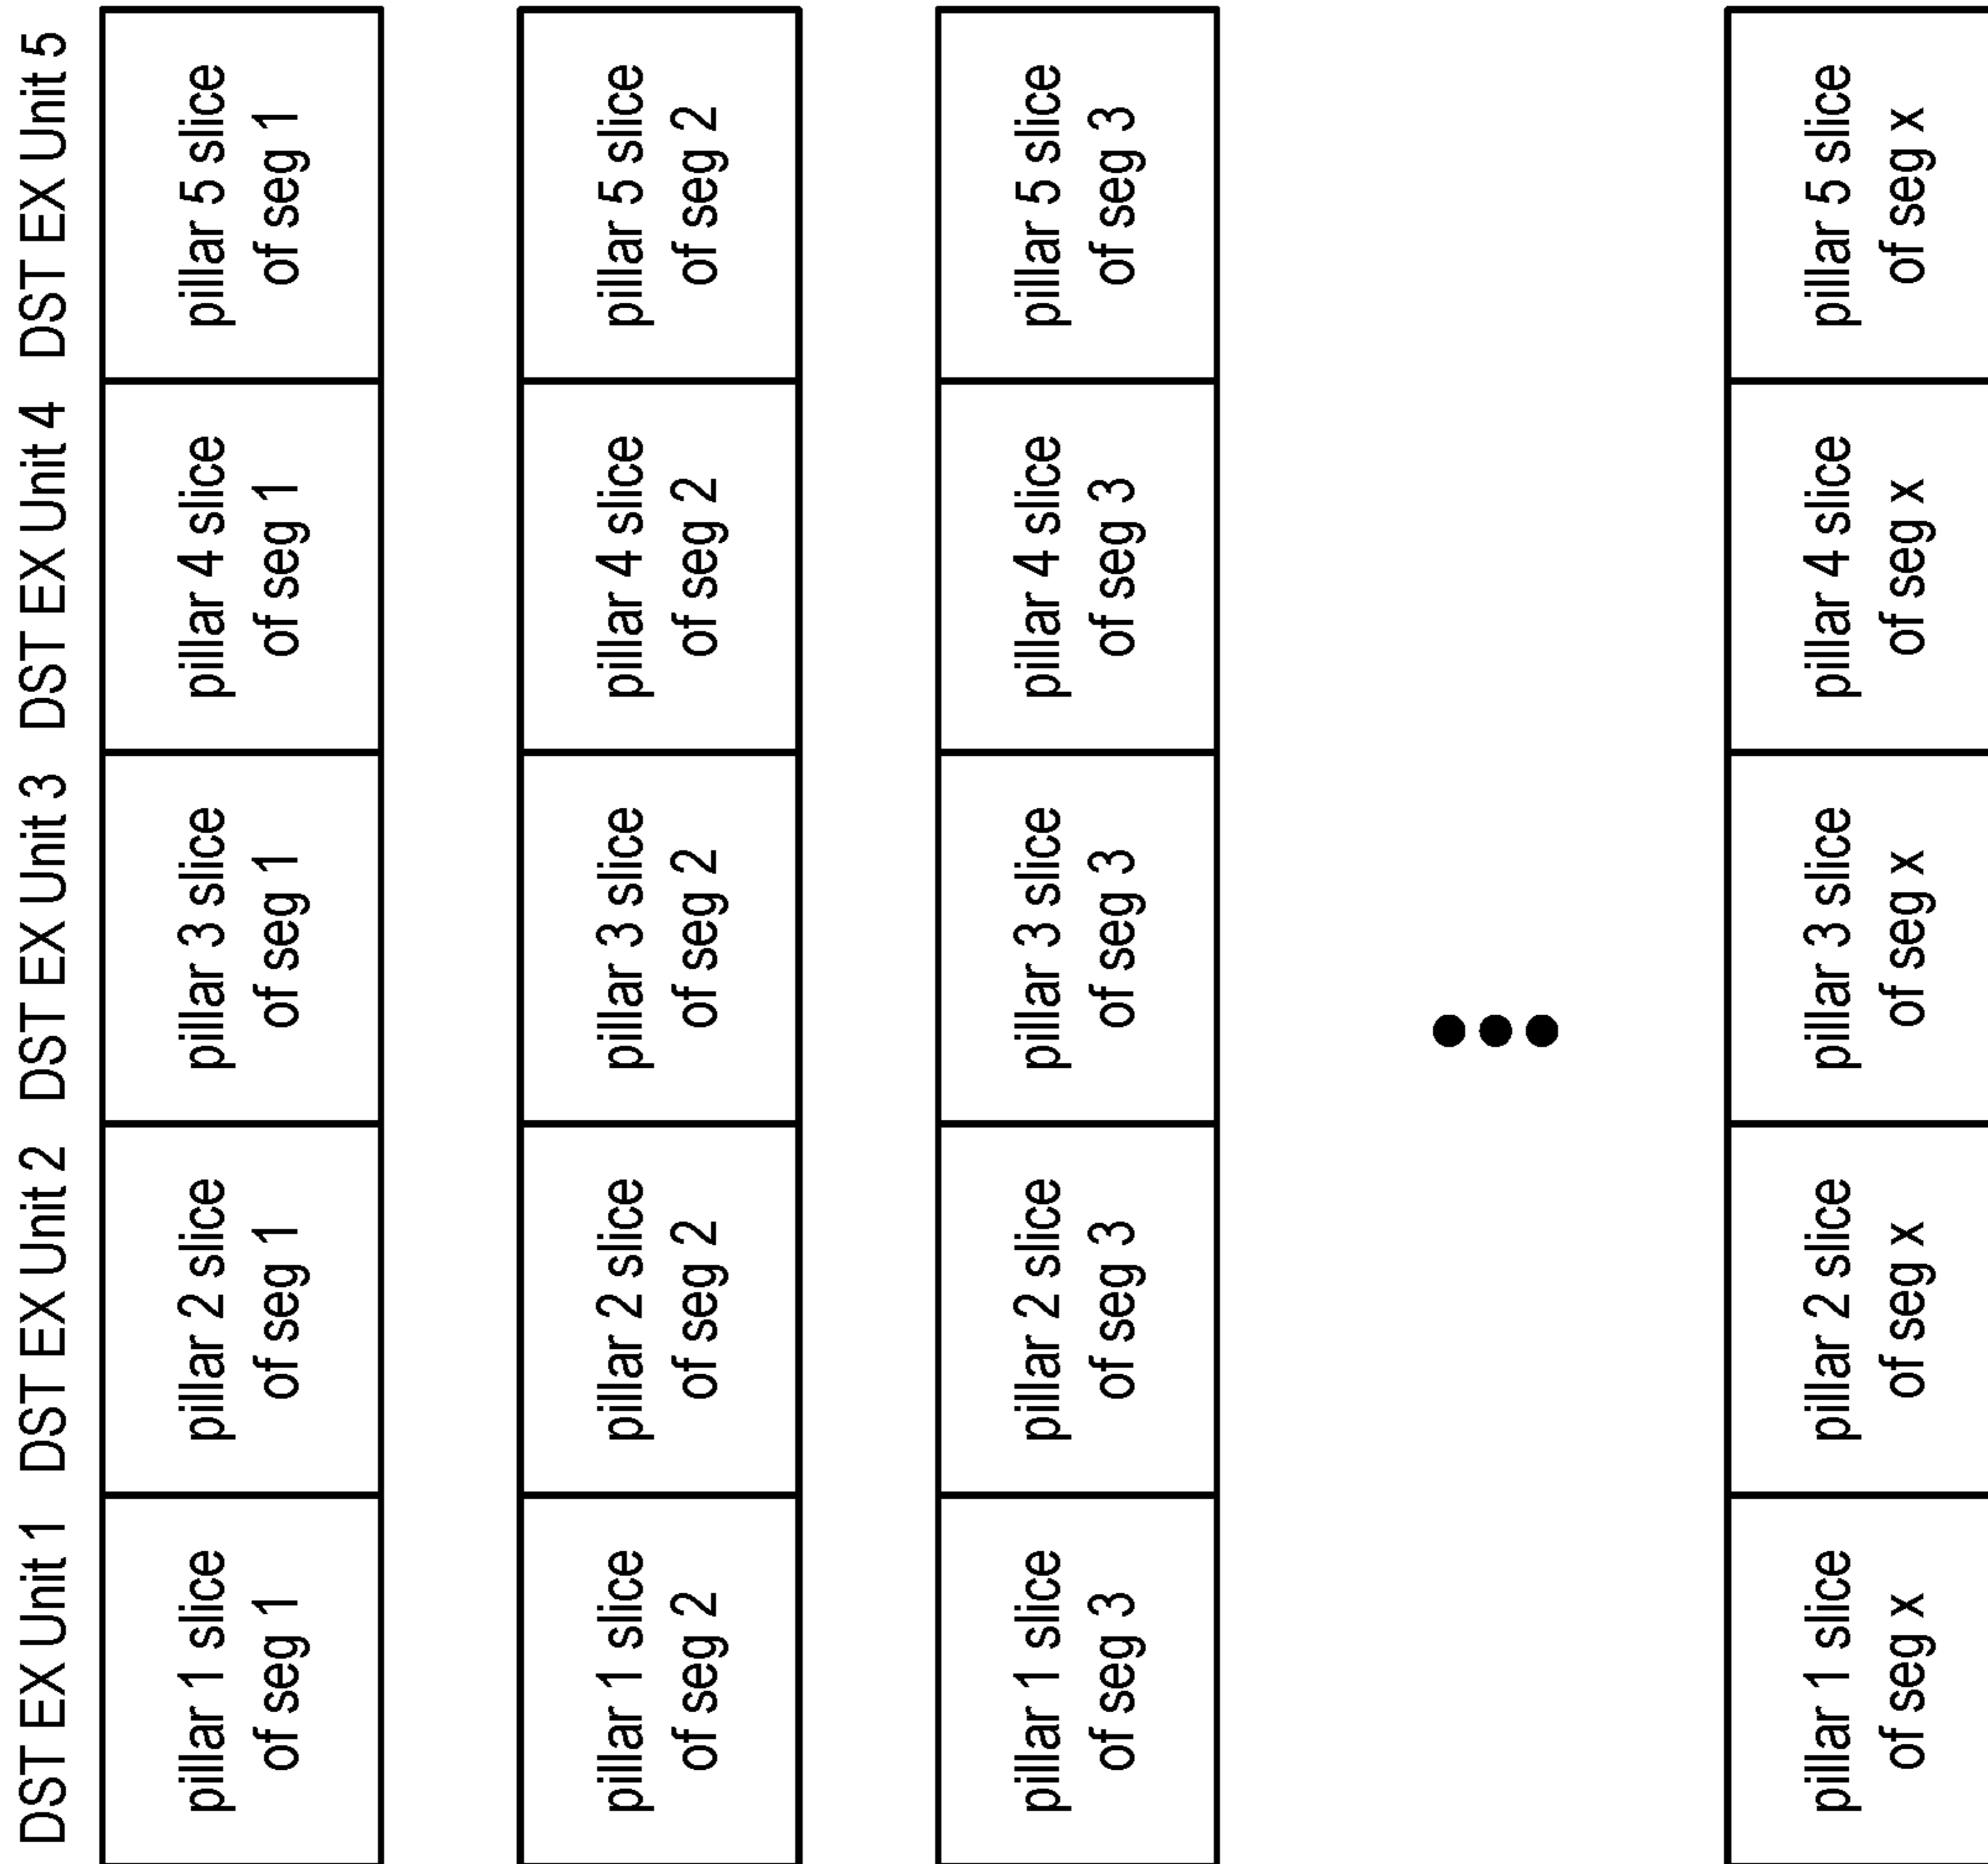 DST EX Unit 1 DST EX Unit 2 DST EX Unit 3 DST EX Unit 4 DST EX Unit 5
pillar 1 slice
of seg 1
pillar 2 slice
of seg 1
pillar 3 slice
of seg 1
pillar 4 slice
of seg 1
pillar 5 slice
of seg 1
pillar 1 slice
of seg 2
pillar 2 slice
of seg 2
pillar 3 slice
of seg 2
pillar 4 slice
of seg 2
pillar 5 slice
of seg 2
pillar 1 slice
of seg 3
pillar 2 slice
of seg 3
pillar 3 slice
of seg 3
pillar 4 slice
of seg 3
pillar 5 slice
of seg 3
pillar 1 slice
of seg x
pillar 2 slice
of seg x
pillar 3 slice
of seg x
pillar 4 slice
of seg x
pillar 5 slice
of seg x